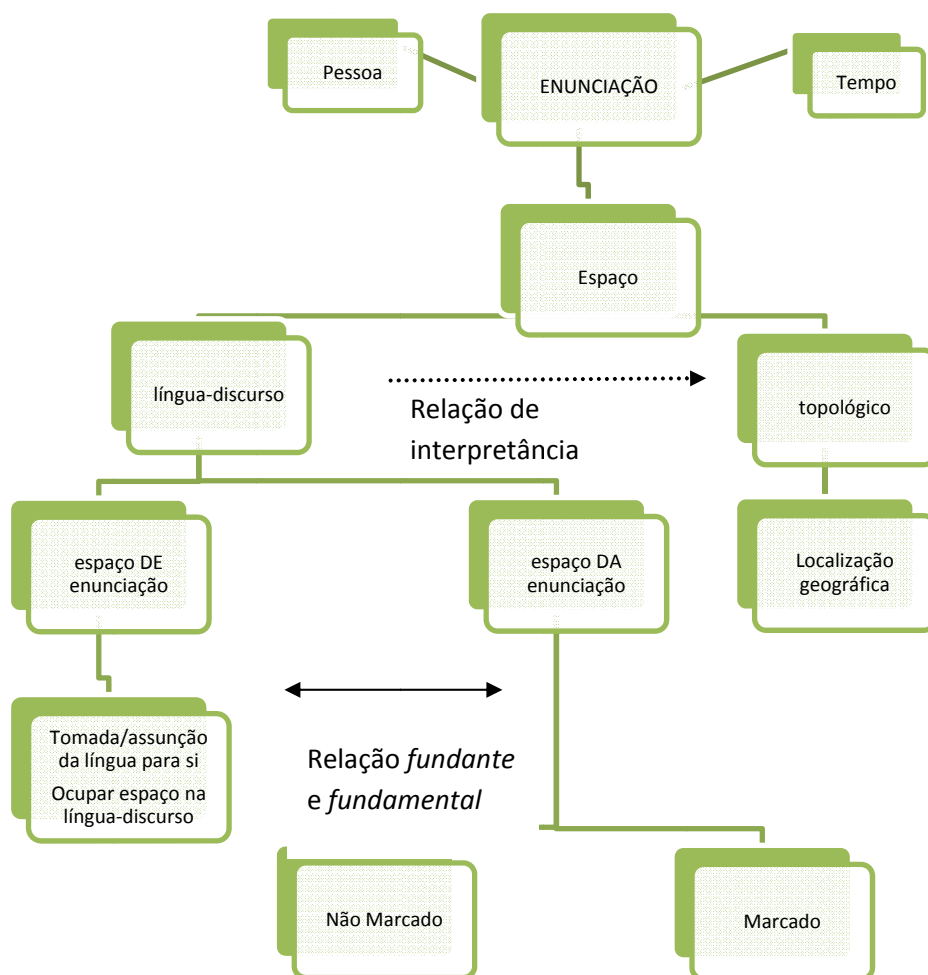 Pessoa
ENUNCIAÇÃO
Tempo
Espaço
língua-discurso
Relação de
interpretância
topológico
espaço DE
enunciação
espaço DA
enunciação
Localização
geográfica
Tomada/assunção
da língua para si
Ocupar espaço na
língua-discurso
Relação fundante
e fundamental
Não Marcado
Marcado